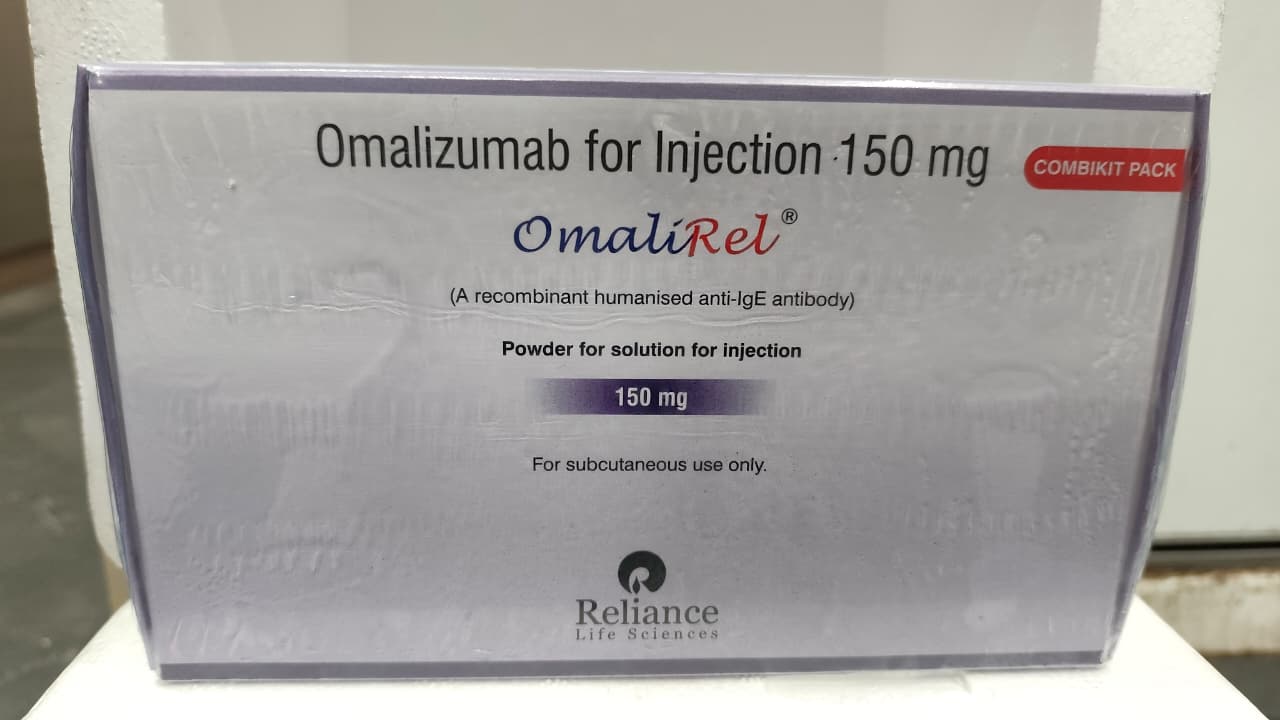 Omalizumab for Injection 150 mg
COMBIKIT PACK
OmaliRel®
(A recombinant humanised anti-IgE antibody)
Powder for solution for injection
150 mg
For subcutaneous use only.
Reliance
Life Sciences